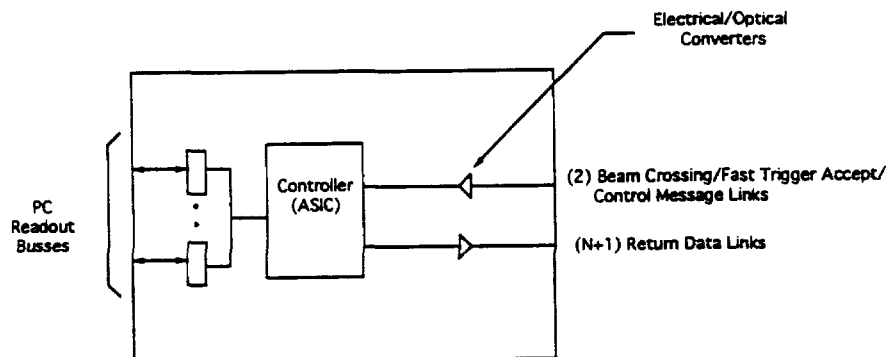 Electrical/Optical
Converters
PC
Readout
Busses
Controller
(ASIC)
(2) Beam Crossing/Fast Trigger Accept/
Control Message Links
(N+1) Return Data Links